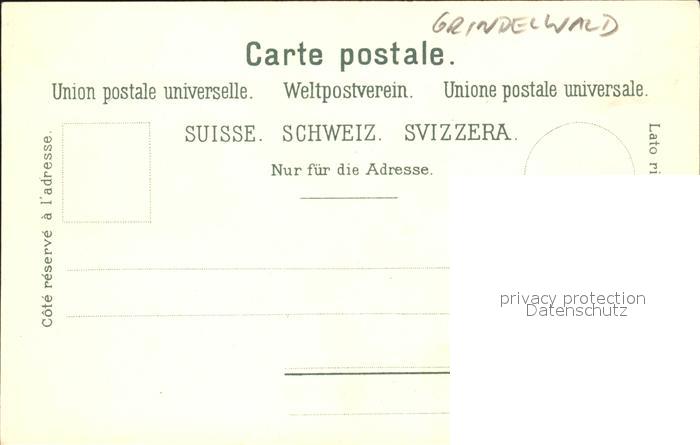 GRINDELWALD
Carte postale.
Union postale universelle. Weltpostverein. Unione postale universale.
SUISSE. SCHWEIZ. SVIZZERA.
Nur für die Adresse.
Côté réservé à l'adresse.
Lato
privacy protection
Datenschutz